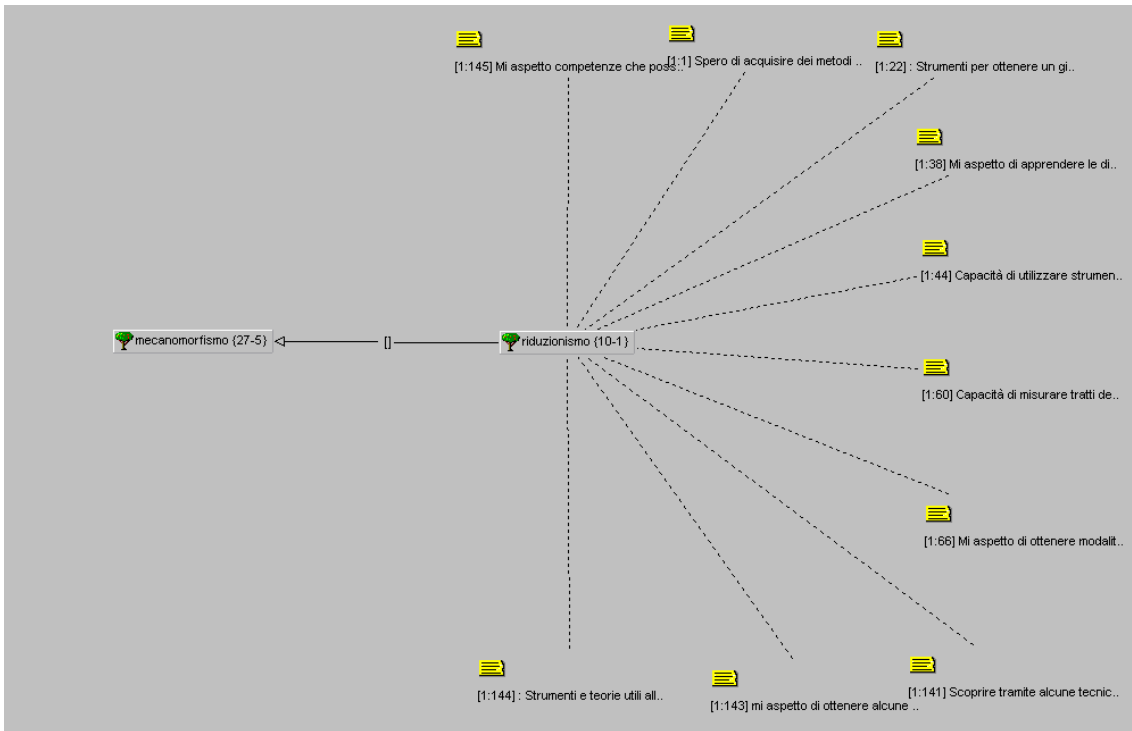 [1:145] Mi aspetto competenze che poss..
[1:1] Spero di acquisire dei metodi ..
[1:22] : Strumenti per ottenere un gi..
[1:38] Mi aspetto di apprendere le di..
[1:44] Capacità di utilizzare strumen..
mecanomorfismo {27-5}
[]
riduzionismo {10-1}
[1:60] Capacità di misurare tratti de..
[1:66] Mi aspetto di ottenere modalit..
[1:144] : Strumenti e teorie utili all..
[1:143] mi aspetto di ottenere alcune ..
[1:141] Scoprire tramite alcune tecnic..